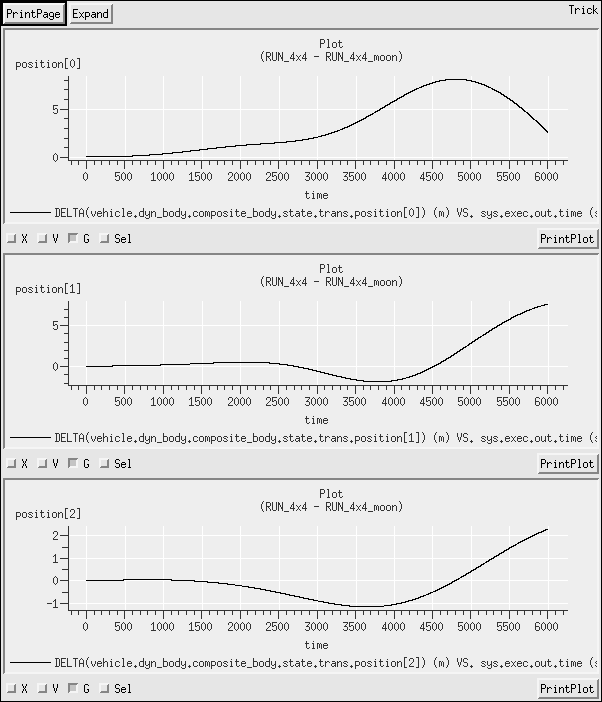 PrintPage Expand Trick
Plot
(RUN_4x4 - RUN_4x4_moon)
position[0]
5
0
0 500 1000 1500 2000 2500 3000 3500 4000 4500 5000 5500 6000
time
DELTA(vehicle.dyn_body.composite_body.state.trans.position[0]) (m) VS. sys.exec.out.time (s
X V G Sel PrintPlot
Plot
(RUN_4x4 - RUN_4x4_moon)
position[1]
5
0
0 500 1000 1500 2000 2500 3000 3500 4000 4500 5000 5500 6000
time
DELTA(vehicle.dyn_body.composite_body.state.trans.position[1]) (m) VS. sys.exec.out.time (s
X V G Sel PrintPlot
Plot
(RUN_4x4 - RUN_4x4_moon)
position[2]
2
1
0
-1
0 500 1000 1500 2000 2500 3000 3500 4000 4500 5000 5500 6000
time
DELTA(vehicle.dyn_body.composite_body.state.trans.position[2]) (m) VS. sys.exec.out.time (s
X V G Sel PrintPlot